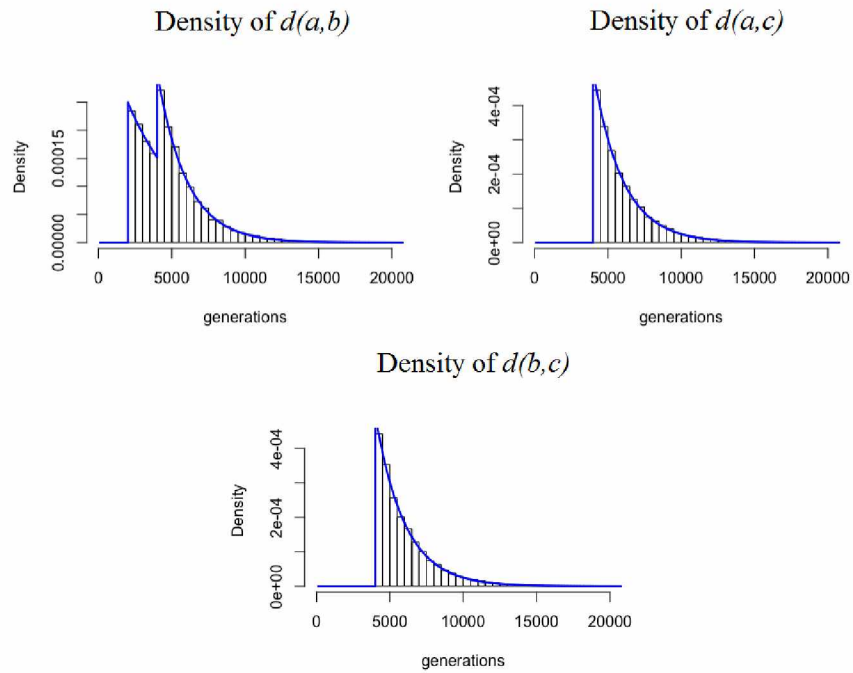 Density of d(a,b)
Density
0.00000
0.00015
0
5000
10000
15000
20000
generations
Density of d(a,c)
Density
0e+00
2e-04
4e-04
0
5000
10000
15000
20000
generations
Density of d(b,c)
Density
0e+00
2e-04
4e-04
0
5000
10000
15000
20000
generations